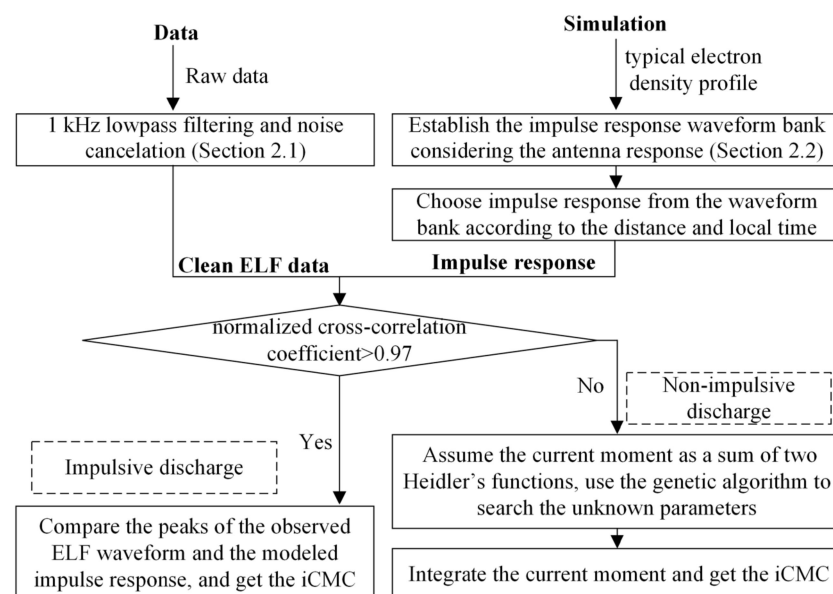 Data
Raw data
1 kHz lowpass filtering and noise
cancelation (Section 2.1)
Simulation
typical electron
density profile
Establish the impulse response waveform bank
considering the antenna response (Section 2.2)
Choose impulse response from the waveform
bank according to the distance and local time
Clean ELF data
Impulse response
normalized cross-correlation
coefficient>0.97
Yes
Impulsive discharge
Compare the peaks of the observed
ELF waveform and the modeled
impulse response, and get the iCMC
No
Non-impulsive
discharge
Assume the current moment as a sum of two
Heidler’s functions, use the genetic algorithm to
search the unknown parameters
Integrate the current moment and get the iCMC